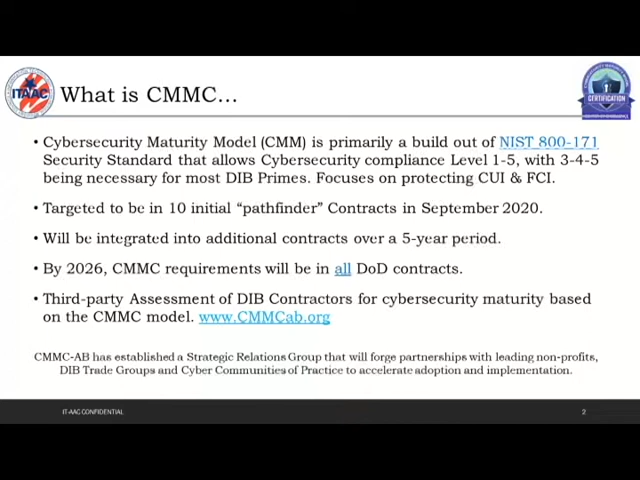 ITAAC
What is CMMC...
CERTIFICATION
• Cybersecurity Maturity Model (CMM) is primarily a build out of NIST 800-171
Security Standard that allows Cybersecurity compliance Level 1-5, with 3-4-5
being necessary for most DIB Primes. Focuses on protecting CUI & FCI.
• Targeted to be in 10 initial “pathfinder” Contracts in September 2020.
• Will be integrated into additional contracts over a 5-year period.
• By 2026, CMMC requirements will be in all DoD contracts.
• Third-party Assessment of DIB Contractors for cybersecurity maturity based
on the CMMC model. www.CMMCab.org
CMMC-AB has established a Strategic Relations Group that will forge partnerships with leading non-profits,
DIB Trade Groups and Cyber Communities of Practice to accelerate adoption and implementation.
IT-AAC CONFIDENTIAL
2